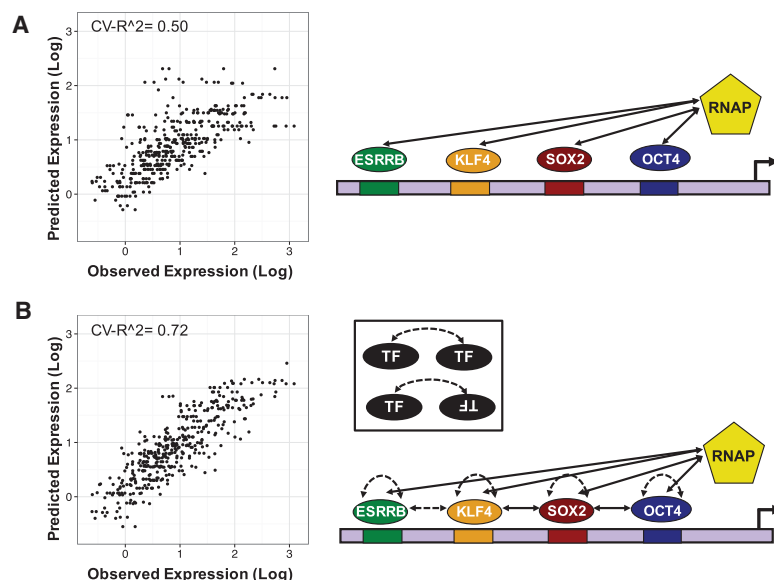 A
CV-R^2= 0.50
Predicted Expression (Log)
3
2
1
0
0 1 2 3
Observed Expression (Log)
RNAP
ESRRB KLF4 SOX2 OCT4
B
CV-R^2= 0.72
Predicted Expression (Log)
3
2
1
0
0 1 2 3
Observed Expression (Log)
TF TF
TF TF
RNAP
ESRRB KLF4 SOX2 OCT4